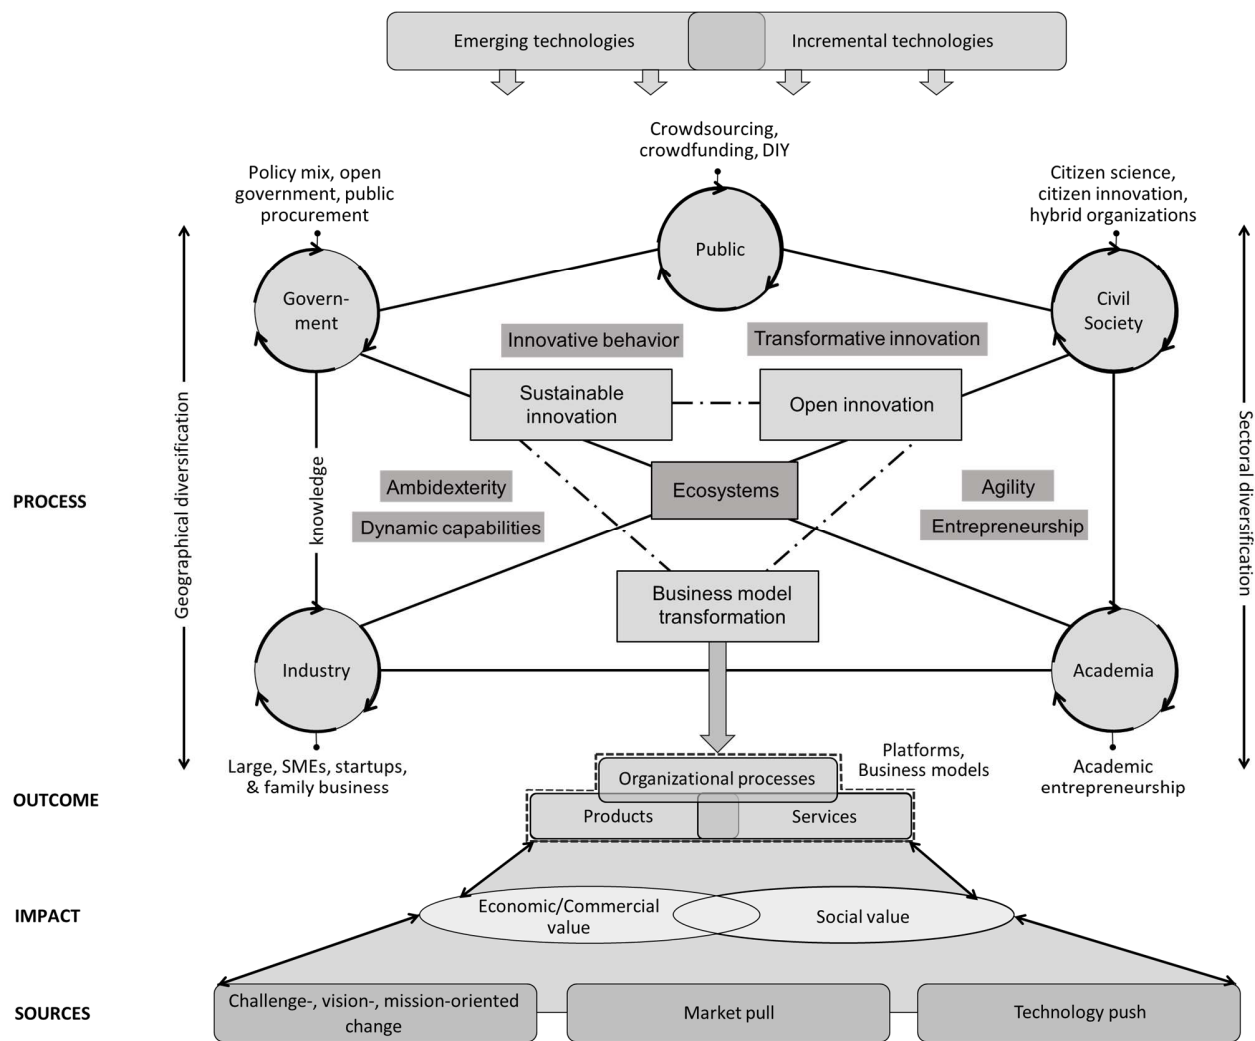 Emerging technologies
Incremental technologies
Crowdsourcing,
crowdfunding, DIY
Policy mix, open
government, public
procurement
Citizen science,
citizen innovation,
hybrid organizations
Public
Govern-
ment
Civil
Society
Innovative behavior
Transformative innovation
Sustainable
innovation
Open innovation
Geographical diversification
knowledge
Sectoral diversification
PROCESS
Ambidexterity
Dynamic capabilities
Ecosystems
Agility
Entrepreneurship
Business model
transformation
Industry
Academia
Large, SMEs, startups,
& family business
Platforms,
Business models
Academic
entrepreneurship
OUTCOME
Organizational processes
Products
Services
IMPACT
Economic/Commercial
value
Social value
SOURCES
Challenge-, vision-, mission-oriented
change
Market pull
Technology push